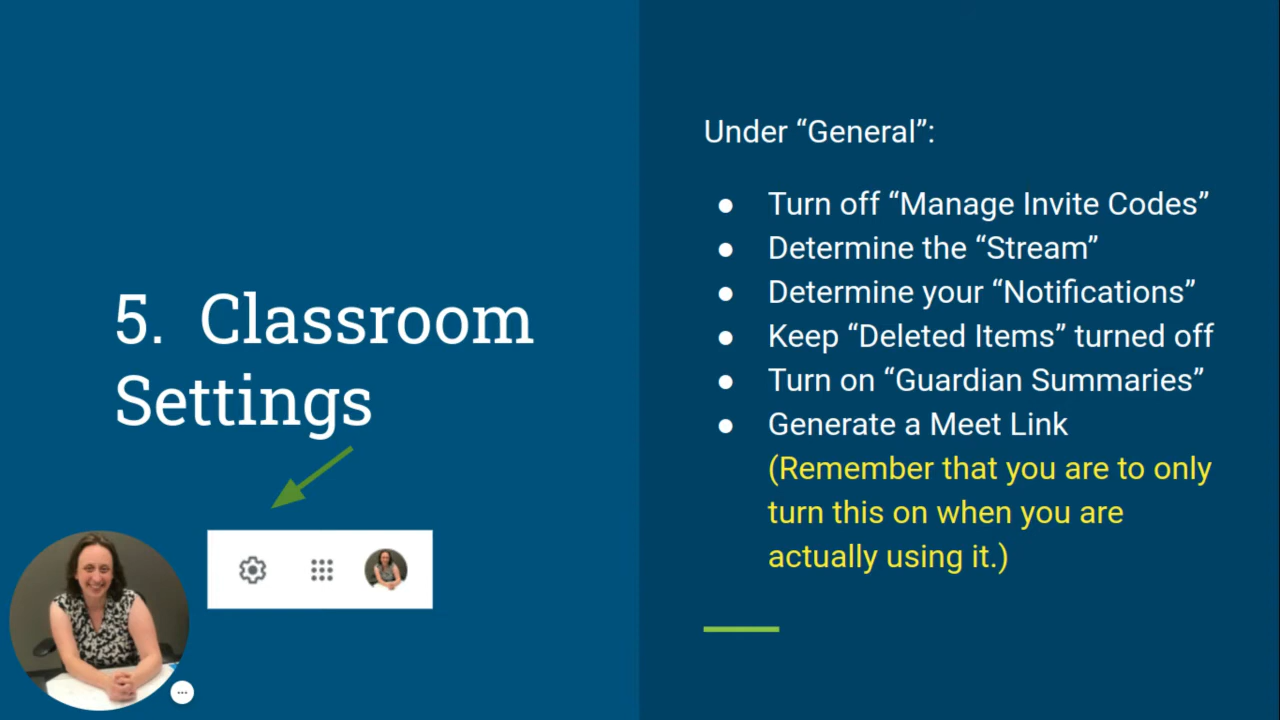 5. Classroom
Settings
Under “General”:
● Turn off “Manage Invite Codes”
● Determine the “Stream”
● Determine your “Notifications”
● Keep “Deleted Items” turned off
● Turn on “Guardian Summaries”
● Generate a Meet Link
(Remember that you are to only
turn this on when you are
actually using it.)